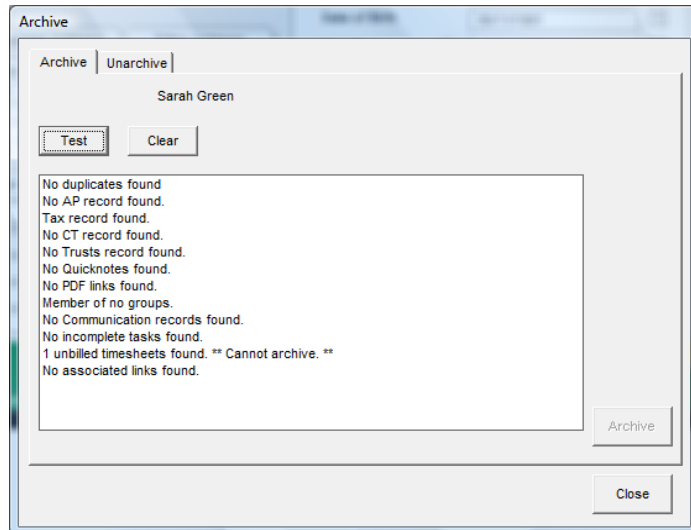 Archive
Archive
Unarchive
Sarah Green
Test
Clear
No duplicates found
No AP record found.
Tax record found.
No CT record found.
No Trusts record found.
No Quicknotes found.
No PDF links found.
Member of no groups.
No Communication records found.
No incomplete tasks found.
1 unbilled timesheets found. ** Cannot archive. **
No associated links found.
Archive
Close